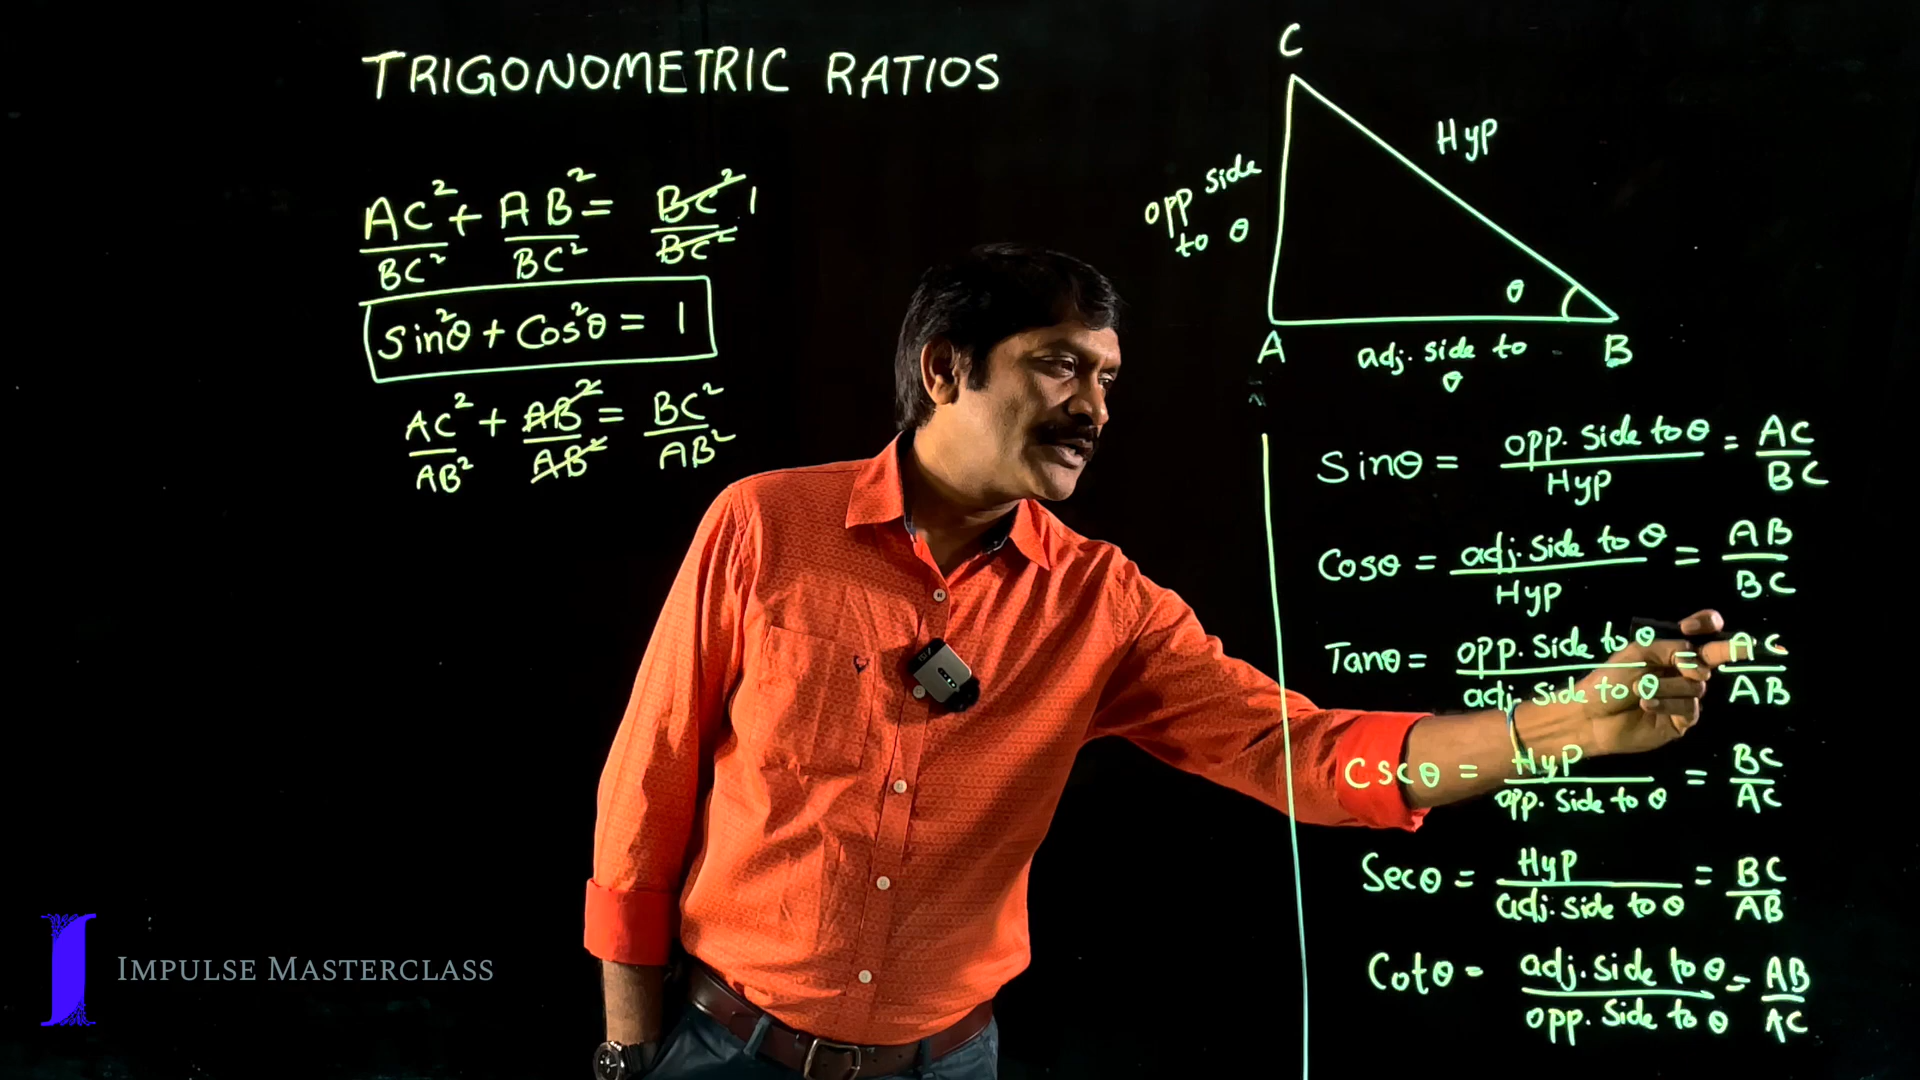 TRIGONOMETRIC RATIOS
AC²/BC² + AB²/BC² = BC²/BC² 1
Sin²θ + Cos²θ = 1
AC²/AB² + AB²/AB² = BC²/AB²
C
Hyp
opp side
to θ
θ
A
adj. side to
θ
B
Sinθ = opp. side to θ/Hyp = AC/BC
Cosθ = adj. side to θ/Hyp = AB/BC
Tanθ = opp. side to θ/adj. side to θ = AC/AB
Cscθ = Hyp/opp. side to θ = BC/AC
Secθ = Hyp/adj. side to θ = BC/AB
Cotθ = adj. side to θ/opp. side to θ = AB/AC
IMPULSE MASTERCLASS